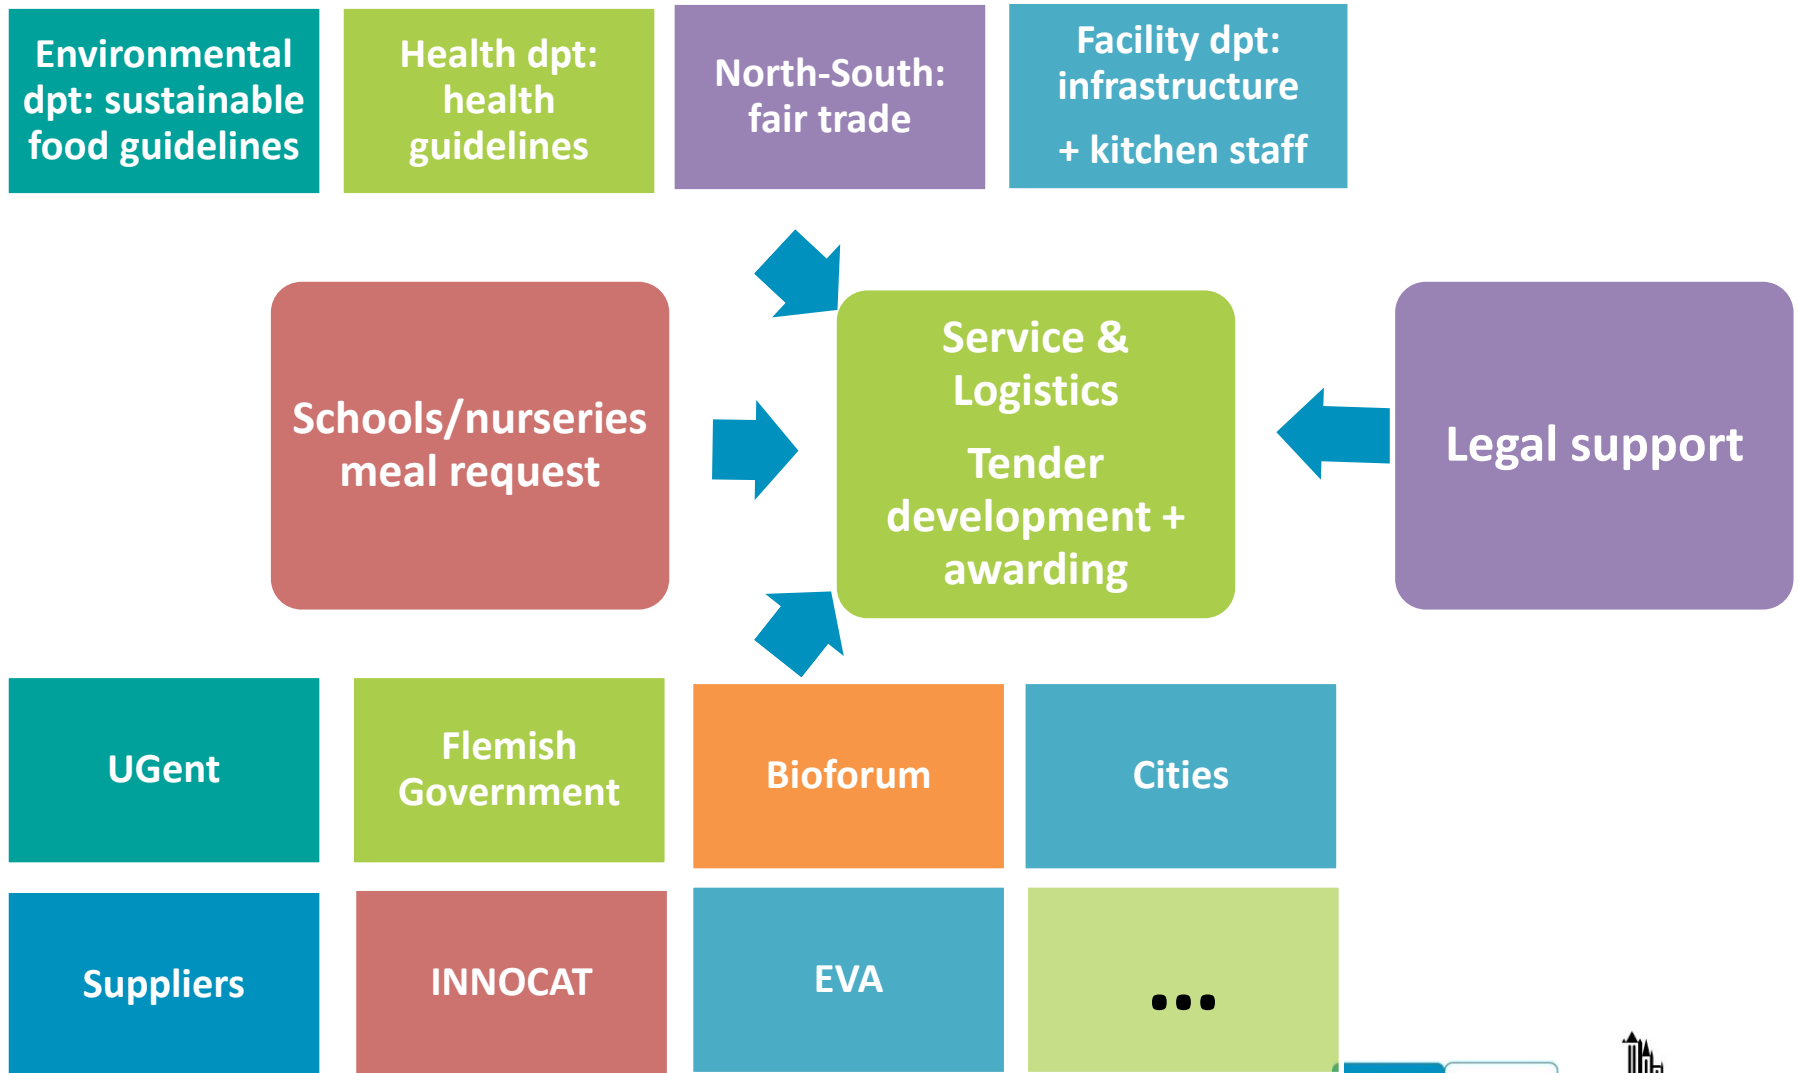 Environmental
dpt: sustainable
food guidelines
Health dpt:
health
guidelines
North-South:
fair trade
Facility dpt:
infrastructure
+ kitchen staff
Schools/nurseries
meal request
Service &
Logistics
Tender
development +
awarding
Legal support
UGent
Flemish
Government
Bioforum
Cities
Suppliers
INNOCAT
EVA
...